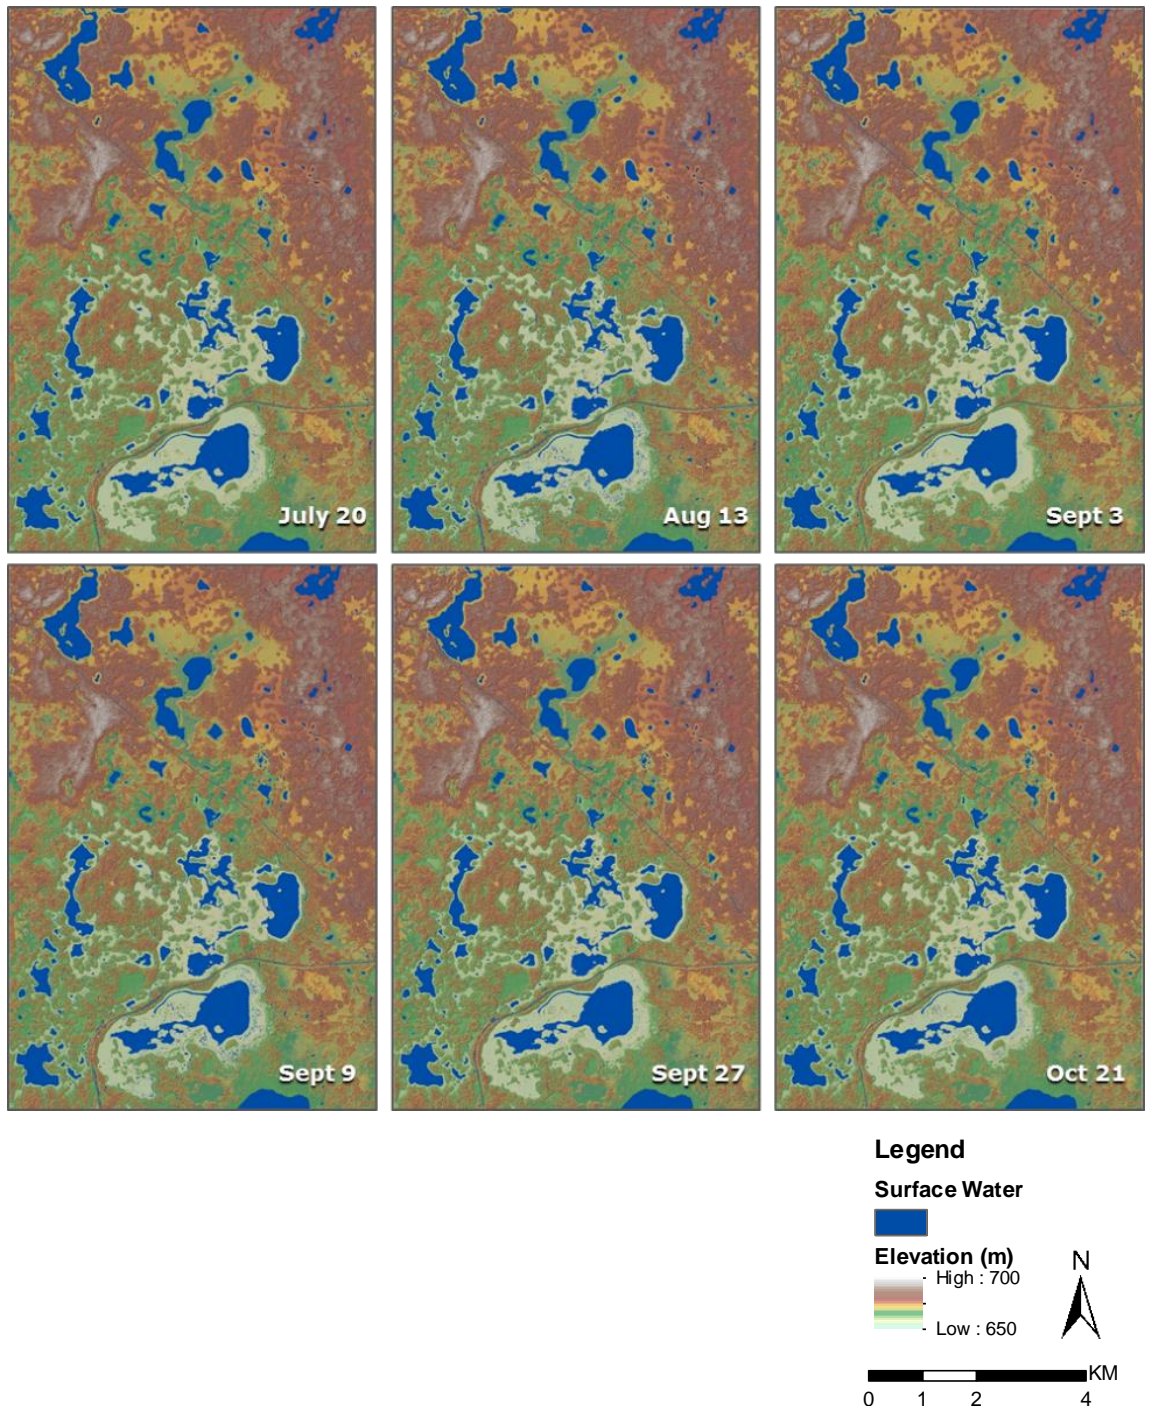 July 20
Aug 13
Sept 3
Sept 9
Sept 27
Oct 21
Legend
Surface Water
Elevation (m)
High : 700
Low : 650
N
KM
0 1 2 4